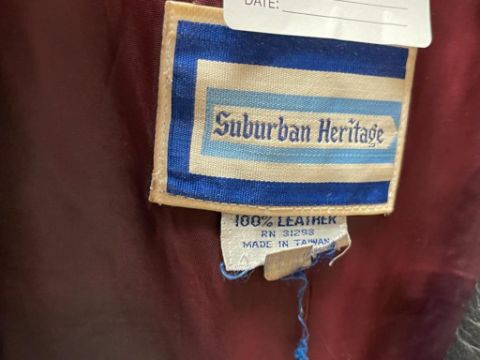 DATE:
Suburban Heritage
100% LEATHER
RN 31293
MADE IN TAIWAN